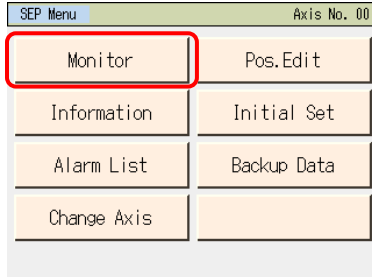 SEP Menu Axis No. 00
Monitor Pos.Edit
Information Initial Set
Alarm List Backup Data
Change Axis